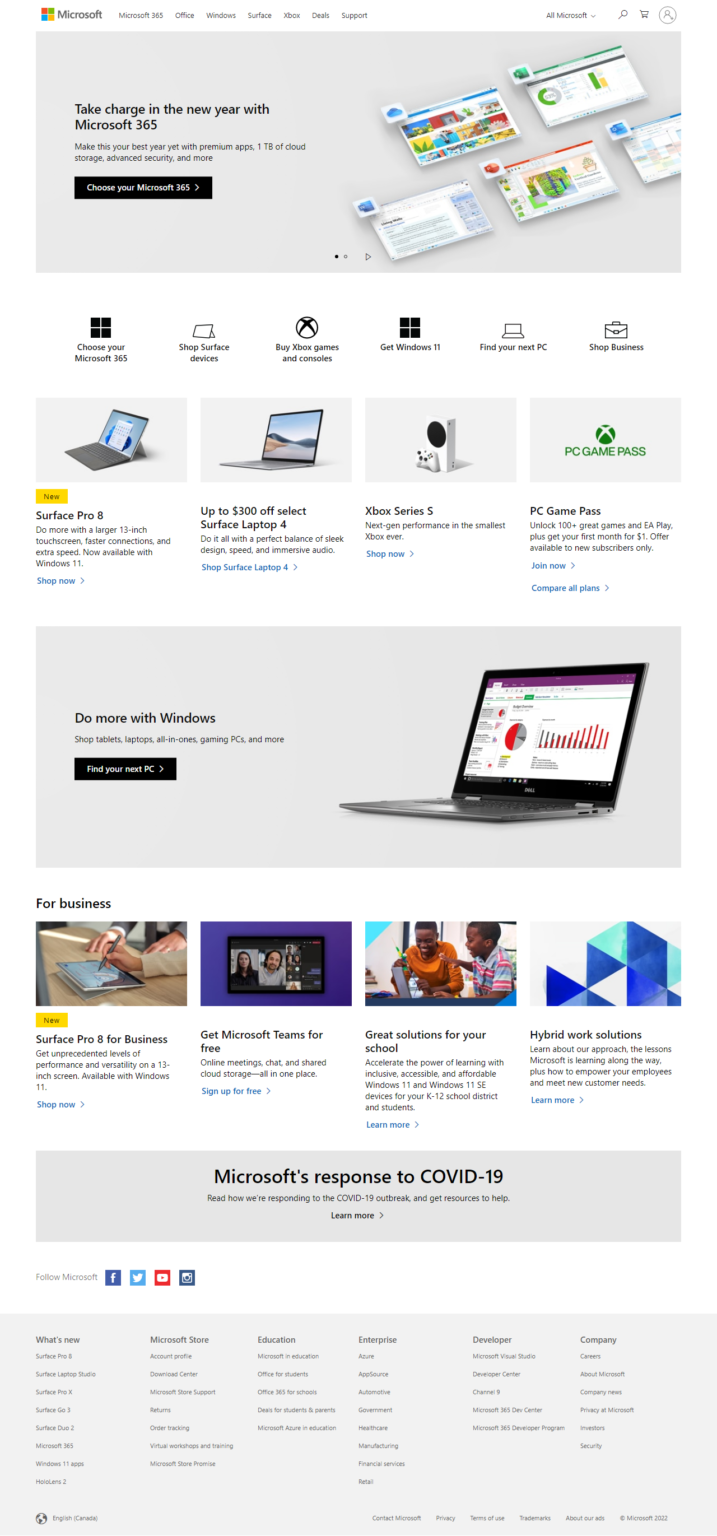 Microsoft
Microsoft 365 Office Windows Surface Xbox Deals Support
All Microsoft
Take charge in the new year with
Microsoft 365
Make this your best year yet with premium apps, 1 TB of cloud
storage, advanced security, and more
Choose your Microsoft 365
Choose your
Microsoft 365
Shop Surface
devices
Buy Xbox games
and consoles
Get Windows 11
Find your next PC
Shop Business
New
Surface Pro 8
Do more with a larger 13-inch
touchscreen, faster connections, and
extra speed. Now available with
Windows 11.
Shop now
Up to $300 off select
Surface Laptop 4
Do it all with a perfect balance of sleek
design, speed, and immersive audio.
Shop Surface Laptop 4
Xbox Series S
Next-gen performance in the smallest
Xbox ever.
Shop now
PC GAME PASS
PC Game Pass
Unlock 100+ great games and EA Play,
plus get your first month for $1. Offer
available to new subscribers only.
Join now
Compare all plans
Do more with Windows
Shop tablets, laptops, all-in-ones, gaming PCs, and more
Find your next PC
DELL
For business
New
Surface Pro 8 for Business
Get unprecedented levels of
performance and versatility on a 13-
inch screen. Available with Windows
11.
Shop now
Get Microsoft Teams for
free
Online meetings, chat, and shared
cloud storage—all in one place.
Sign up for free
Great solutions for your
school
Accelerate the power of learning with
inclusive, accessible, and affordable
Windows 11 and Windows 11 SE
devices for your K-12 school district
and students.
Learn more
Hybrid work solutions
Learn about our approach, the lessons
Microsoft is learning along the way,
plus how to empower your employees
and meet new customer needs.
Learn more
Microsoft's response to COVID-19
Read how we're responding to the COVID-19 outbreak, and get resources to help.
Learn more
Follow Microsoft
What's new
Surface Pro 8
Surface Laptop Studio
Surface Pro X
Surface Go 3
Surface Duo 2
Microsoft 365
Windows 11 apps
HoloLens 2
Microsoft Store
Account profile
Download Center
Microsoft Store Support
Returns
Order tracking
Virtual workshops and training
Microsoft Store Promise
Education
Microsoft in education
Office for students
Office 365 for schools
Deals for students & parents
Microsoft Azure in education
Enterprise
Azure
AppSource
Automotive
Government
Healthcare
Manufacturing
Financial services
Retail
Developer
Microsoft Visual Studio
Developer Center
Channel 9
Microsoft 365 Dev Center
Microsoft 365 Developer Program
Company
Careers
About Microsoft
Company news
Privacy at Microsoft
Investors
Security
English (Canada)
Contact Microsoft Privacy Terms of use Trademarks About our ads © Microsoft 2022